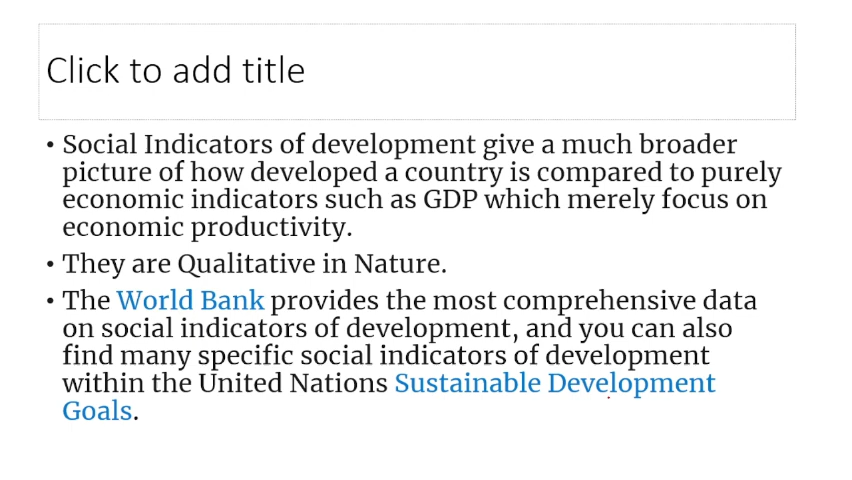 Click to add title
• Social Indicators of development give a much broader
picture of how developed a country is compared to purely
economic indicators such as GDP which merely focus on
economic productivity.
• They are Qualitative in Nature.
• The World Bank provides the most comprehensive data
on social indicators of development, and you can also
find many specific social indicators of development
within the United Nations Sustainable Development
Goals.